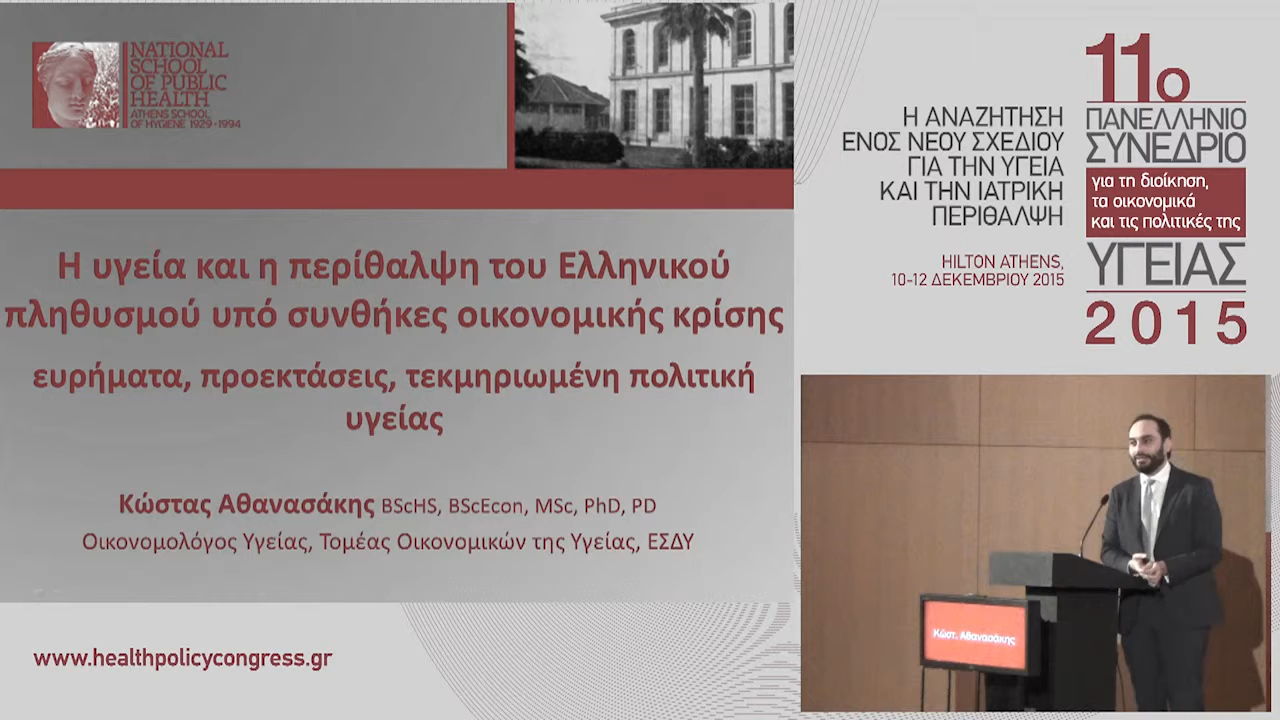 NATIONAL
SCHOOL
OF PUBLIC
HEALTH
ATHENS SCHOOL
OF HYGIENE 1929 - 1994
Η υγεία και η περίθαλψη του Ελληνικού
πληθυσμού υπό συνθήκες οικονομικής κρίσης
ευρήματα, προεκτάσεις, τεκμηριωμένη πολιτική
υγείας
Κώστας Αθανασάκης BScHS, BScEcon, MSc, PhD, PD
Οικονομολόγος Υγείας, Τομέας Οικονομικών της Υγείας, ΕΣΔΥ
www.healthpolicycongress.gr
Η ΑΝΑΖΗΤΗΣΗ
ΕΝΟΣ ΝΕΟΥ ΣΧΕΔΙΟΥ
ΓΙΑ ΤΗΝ ΥΓΕΙΑ
ΚΑΙ ΤΗΝ ΙΑΤΡΙΚΗ
ΠΕΡΙΘΑΛΨΗ
HILTON ATHENS,
10-12 ΔΕΚΕΜΒΡΙΟΥ 2015
11ο
ΠΑΝΕΛΛΗΝΙΟ
ΣΥΝΕΔΡΙΟ
για τη διοίκηση,
τα οικονομικά
και τις πολιτικές της
ΥΓΕΙΑΣ
2015
Κώστ. Αθανασάκης